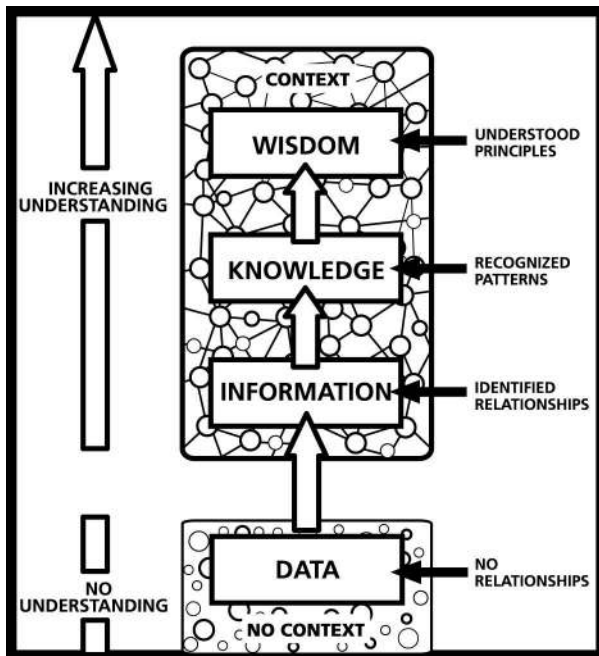 CONTEXT
WISDOM
UNDERSTOOD
PRINCIPLES
INCREASING
UNDERSTANDING
KNOWLEDGE
RECOGNIZED
PATTERNS
INFORMATION
IDENTIFIED
RELATIONSHIPS
DATA
NO
RELATIONSHIPS
NO
UNDERSTANDING
NO CONTEXT